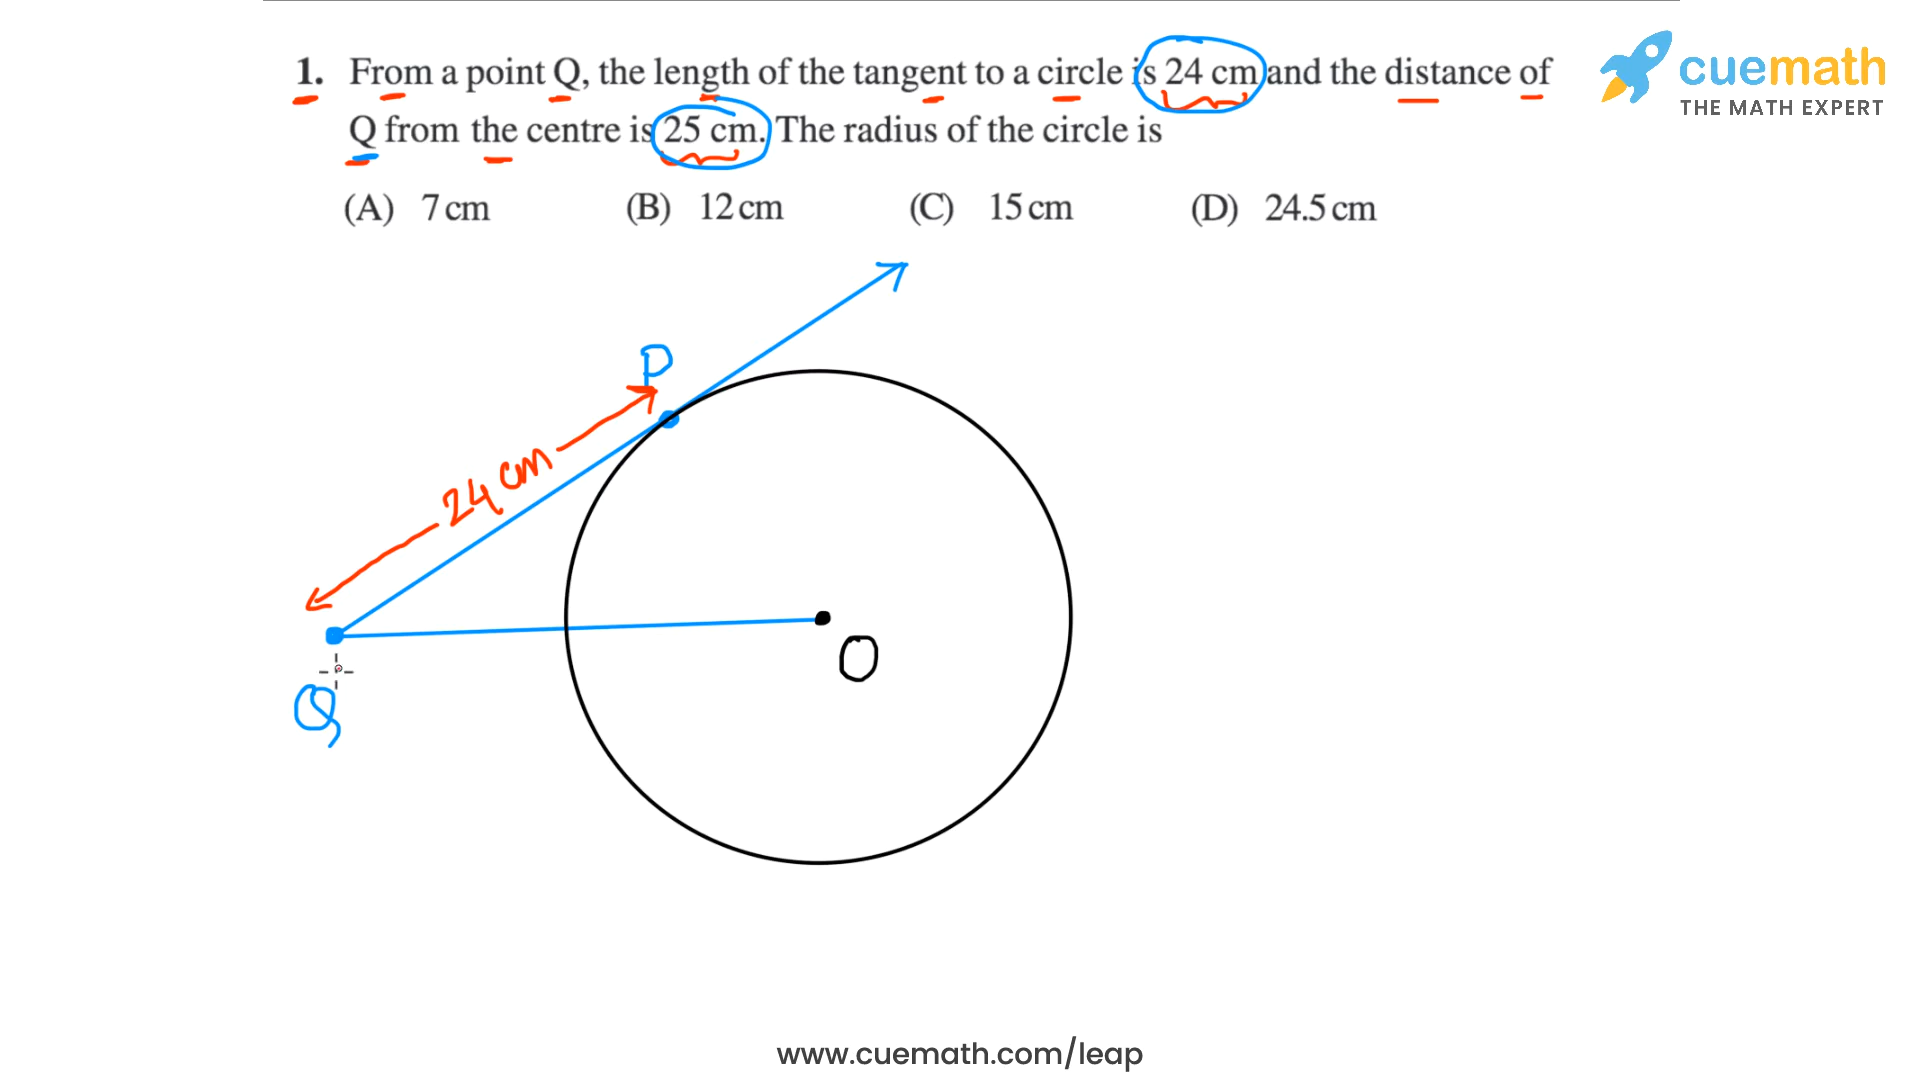 1. From a point Q, the length of the tangent to a circle is 24 cm and the distance of
Q from the centre is 25 cm. The radius of the circle is
(A) 7 cm (B) 12 cm (C) 15 cm (D) 24.5 cm
cuemath
THE MATH EXPERT
P
24 cm
O
Q
www.cuemath.com/leap